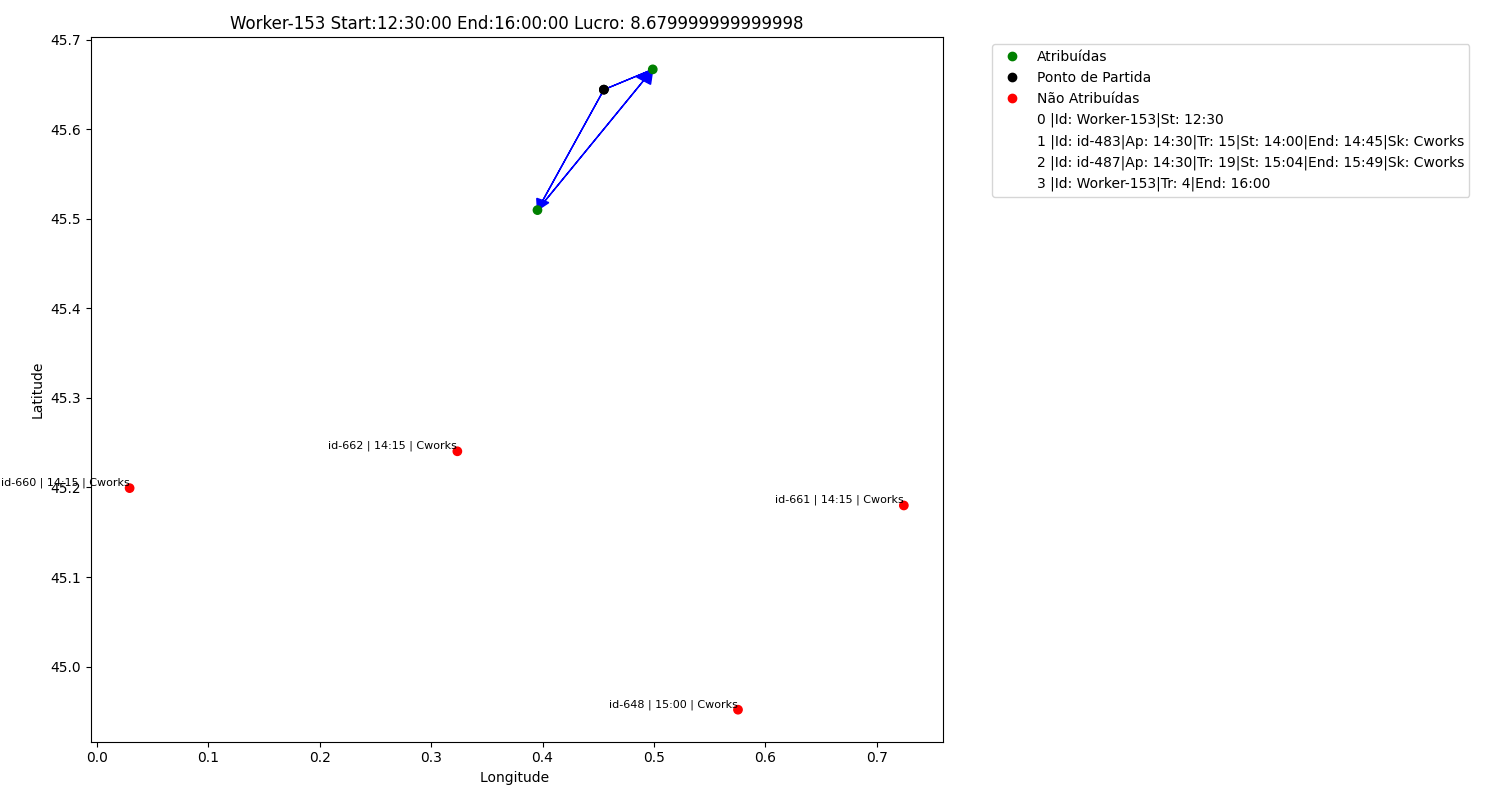 Worker-153 Start:12:30:00 End:16:00:00 Lucro: 8.679999999999998
45.7
45.6
45.5
45.4
45.3
45.2
45.1
45.0
Latitude
id-662 | 14:15 | Cworks
id-660 | 14:15 | Cworks
id-661 | 14:15 | Cworks
id-648 | 15:00 | Cworks
0.0 0.1 0.2 0.3 0.4 0.5 0.6 0.7
Longitude
Atribuídas
Ponto de Partida
Não Atribuídas
0 |Id: Worker-153|St: 12:30
1 |Id: id-483|Ap: 14:30|Tr: 15|St: 14:00|End: 14:45|Sk: Cworks
2 |Id: id-487|Ap: 14:30|Tr: 19|St: 15:04|End: 15:49|Sk: Cworks
3 |Id: Worker-153|Tr: 4|End: 16:00